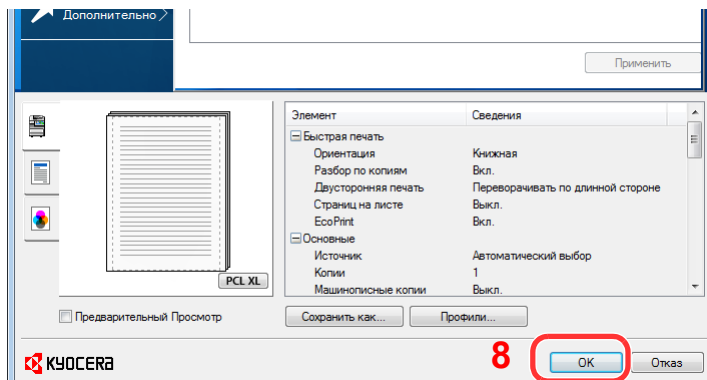 Дополнительно
Применить
Элемент Сведения
Быстрая печать
Ориентация Книжная
Разбор по копиям Вкл.
Двусторонняя печать Переворачивать по длинной стороне
Страниц на листе Выкл.
EcoPrint Вкл.
Основные
Источник Автоматический выбор
Копии 1
Машинописные копии Выкл.
PCL XL
Предварительный Просмотр Сохранить как... Профили...
KYOCERA 8 OK Отказ